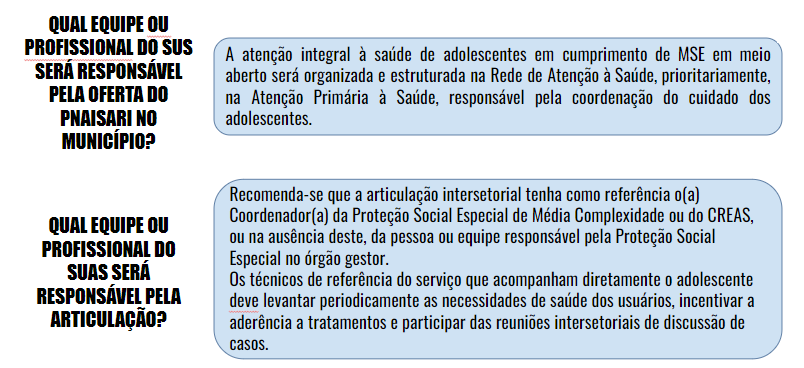 QUAL EQUIPE OU
PROFISSIONAL DO SUS
SERÁ RESPONSÁVEL
PELA OFERTA DO
PNAISARI NO
MUNICÍPIO?
A atenção integral à saúde de adolescentes em cumprimento de MSE em meio
aberto será organizada e estruturada na Rede de Atenção à Saúde, prioritariamente,
na Atenção Primária à Saúde, responsável pela coordenação do cuidado dos
adolescentes.
QUAL EQUIPE OU
PROFISSIONAL DO
SUAS SERÁ
RESPONSÁVEL PELA
ARTICULAÇÃO?
Recomenda-se que a articulação intersetorial tenha como referência o(a)
Coordenador(a) da Proteção Social Especial de Média Complexidade ou do CREAS,
ou na ausência deste, da pessoa ou equipe responsável pela Proteção Social
Especial no órgão gestor.
Os técnicos de referência do serviço que acompanham diretamente o adolescente
deve levantar periodicamente as necessidades de saúde dos usuários, incentivar a
aderência a tratamentos e participar das reuniões intersetoriais de discussão de
casos.